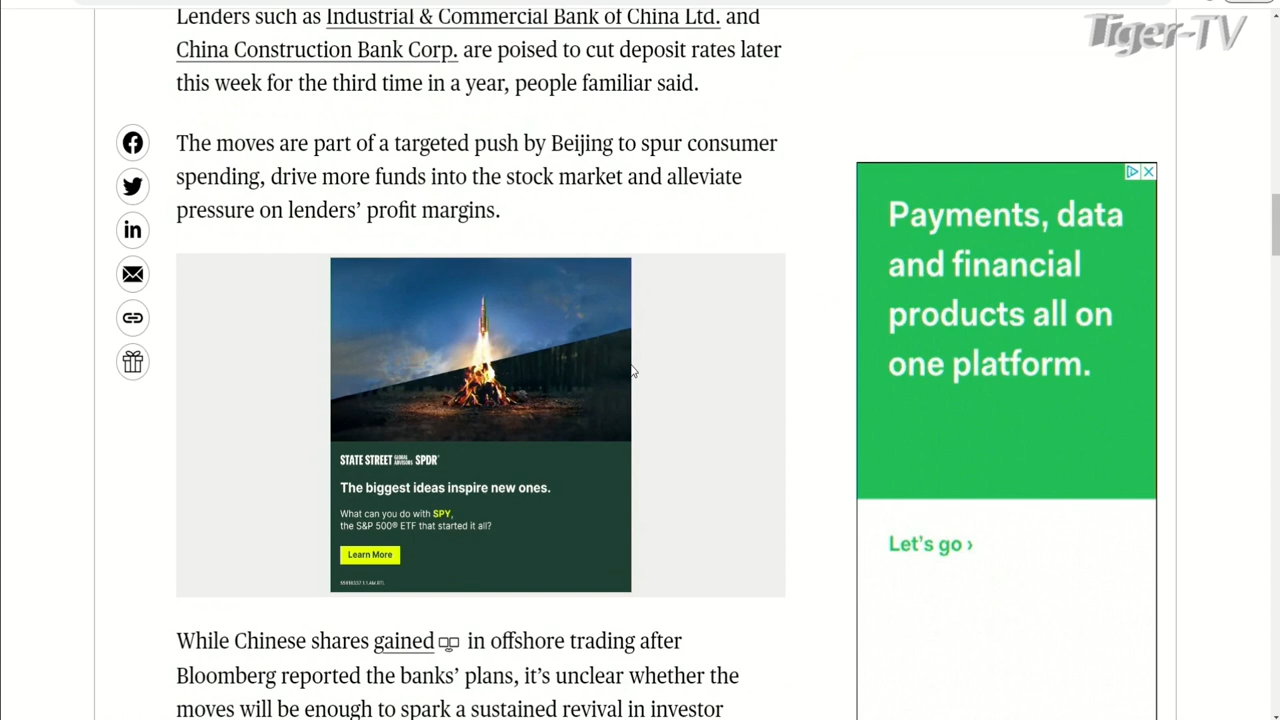 Lenders such as Industrial & Commercial Bank of China Ltd. and
China Construction Bank Corp. are poised to cut deposit rates later
this week for the third time in a year, people familiar said.
The moves are part of a targeted push by Beijing to spur consumer
spending, drive more funds into the stock market and alleviate
pressure on lenders’ profit margins.
STATE STREET GLOBAL ADVISORS SPDR®
The biggest ideas inspire new ones.
What can you do with SPY,
the S&P 500® ETF that started it all?
Learn More
While Chinese shares gained in offshore trading after
Bloomberg reported the banks’ plans, it’s unclear whether the
moves will be enough to spark a sustained revival in investor
Tiger-TV
Payments, data
and financial
products all on
one platform.
Let’s go ›